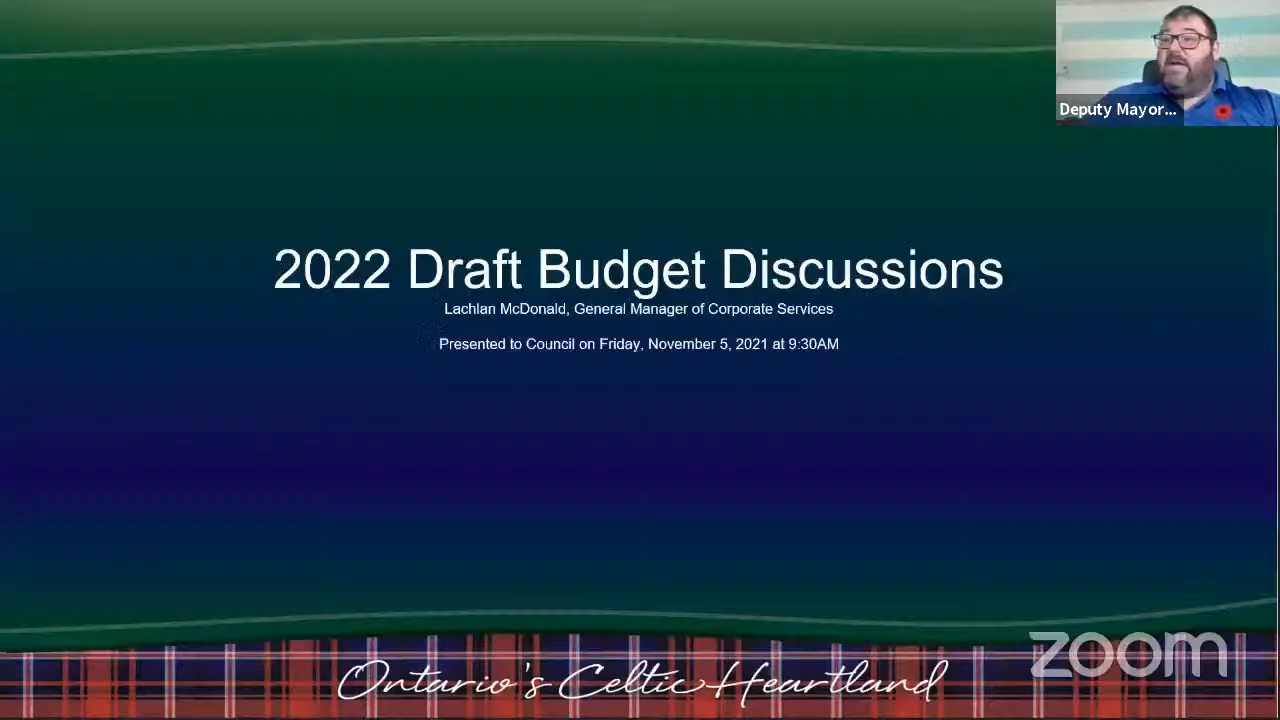 Deputy Mayor...
2022 Draft Budget Discussions
Lachlan McDonald, General Manager of Corporate Services
Presented to Council on Friday, November 5, 2021 at 9:30AM
zoom
Ontario's Celtic Heartland